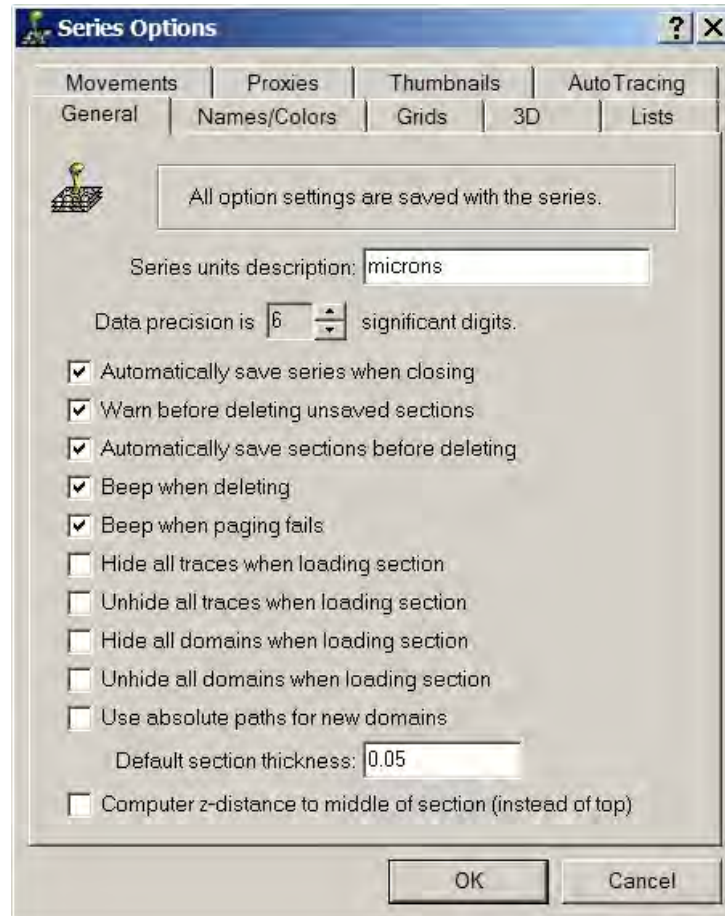 Series Options
Movements Proxies Thumbnails AutoTracing
General Names/Colors Grids 3D Lists
All option settings are saved with the series.
Series units description: microns
Data precision is 6 significant digits.
Automatically save series when closing
Warn before deleting unsaved sections
Automatically save sections before deleting
Beep when deleting
Beep when paging fails
Hide all traces when loading section
Unhide all traces when loading section
Hide all domains when loading section
Unhide all domains when loading section
Use absolute paths for new domains
Default section thickness: 0.05
Computer z-distance to middle of section (instead of top)
OK Cancel